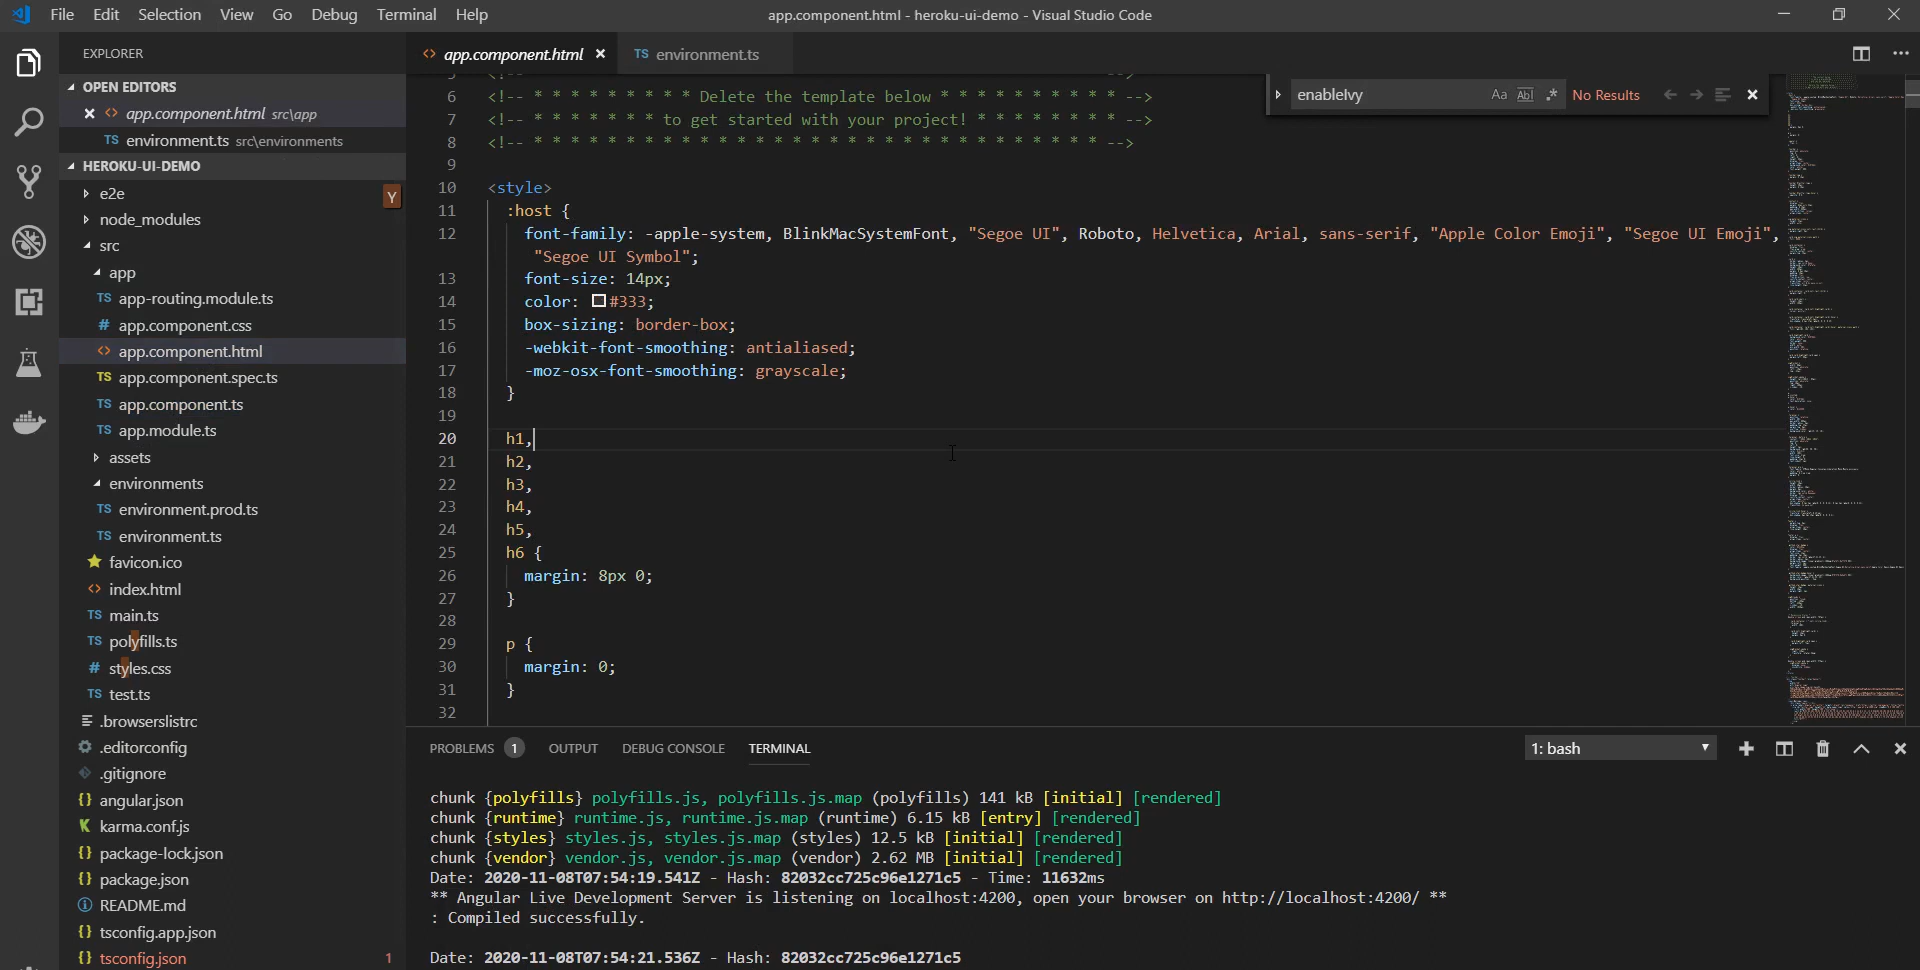 File Edit Selection View Go Debug Terminal Help
app.component.html - heroku-ui-demo - Visual Studio Code
EXPLORER
OPEN EDITORS
app.component.html src\app
environment.ts src\environments
HEROKU-UI-DEMO
e2e
Y
node_modules
src
app
app-routing.module.ts
app.component.css
app.component.html
app.component.spec.ts
app.component.ts
app.module.ts
assets
environments
environment.prod.ts
environment.ts
favicon.ico
index.html
main.ts
polyfills.ts
styles.css
test.ts
.browserslistrc
.editorconfig
.gitignore
angular.json
karma.conf.js
package-lock.json
package.json
README.md
tsconfig.app.json
tsconfig.json 1
app.component.html
TS environment.ts
enableIvy Aa Abl .* No Results
6 <!-- * * * * * * * * * Delete the template below * * * * * * * * * * -->
7 <!-- * * * * * * * to get started with your project! * * * * * * * * -->
8 <!-- * * * * * * * * * * * * * * * * * * * * * * * * * * * * * * * -->
9
10 <style>
11 :host {
12 font-family: -apple-system, BlinkMacSystemFont, "Segoe UI", Roboto, Helvetica, Arial, sans-serif, "Apple Color Emoji", "Segoe UI Emoji",
"Segoe UI Symbol";
13 font-size: 14px;
14 color: #333;
15 box-sizing: border-box;
16 -webkit-font-smoothing: antialiased;
17 -moz-osx-font-smoothing: grayscale;
18 }
19
20 h1,
21 h2,
22 h3,
23 h4,
24 h5,
25 h6 {
26 margin: 8px 0;
27 }
28
29 p {
30 margin: 0;
31 }
32
PROBLEMS 1 OUTPUT DEBUG CONSOLE TERMINAL
1: bash
chunk {polyfills} polyfills.js, polyfills.js.map (polyfills) 141 kB [initial] [rendered]
chunk {runtime} runtime.js, runtime.js.map (runtime) 6.15 kB [entry] [rendered]
chunk {styles} styles.js, styles.js.map (styles) 12.5 kB [initial] [rendered]
chunk {vendor} vendor.js, vendor.js.map (vendor) 2.62 MB [initial] [rendered]
Date: 2020-11-08T07:54:19.541Z - Hash: 82032cc725c96e1271c5 - Time: 11632ms
** Angular Live Development Server is listening on localhost:4200, open your browser on http://localhost:4200/ **
: Compiled successfully.
Date: 2020-11-08T07:54:21.536Z - Hash: 82032cc725c96e1271c5